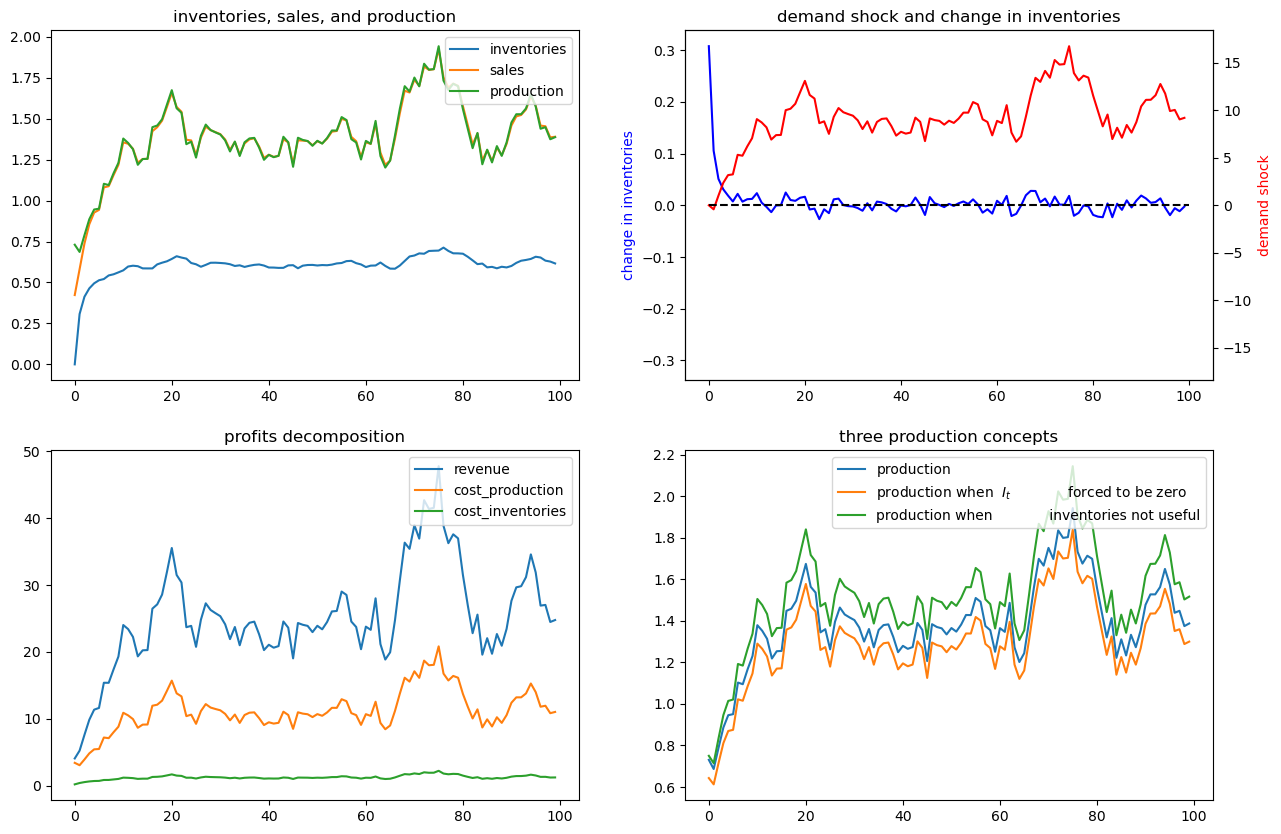 inventories, sales, and production
2.00
1.75
1.50
1.25
1.00
0.75
0.50
0.25
0.00
0 20 40 60 80 100
inventories
sales
production
demand shock and change in inventories
change in inventories
0.3
0.2
0.1
0.0
−0.1
−0.2
−0.3
0 20 40 60 80 100
15
10
5
0
−5
−10
−15
demand shock
profits decomposition
50
40
30
20
10
0
0 20 40 60 80 100
revenue
cost_production
cost_inventories
three production concepts
2.2
2.0
1.8
1.6
1.4
1.2
1.0
0.8
0.6
0 20 40 60 80 100
production
production when I_t forced to be zero
production when inventories not useful